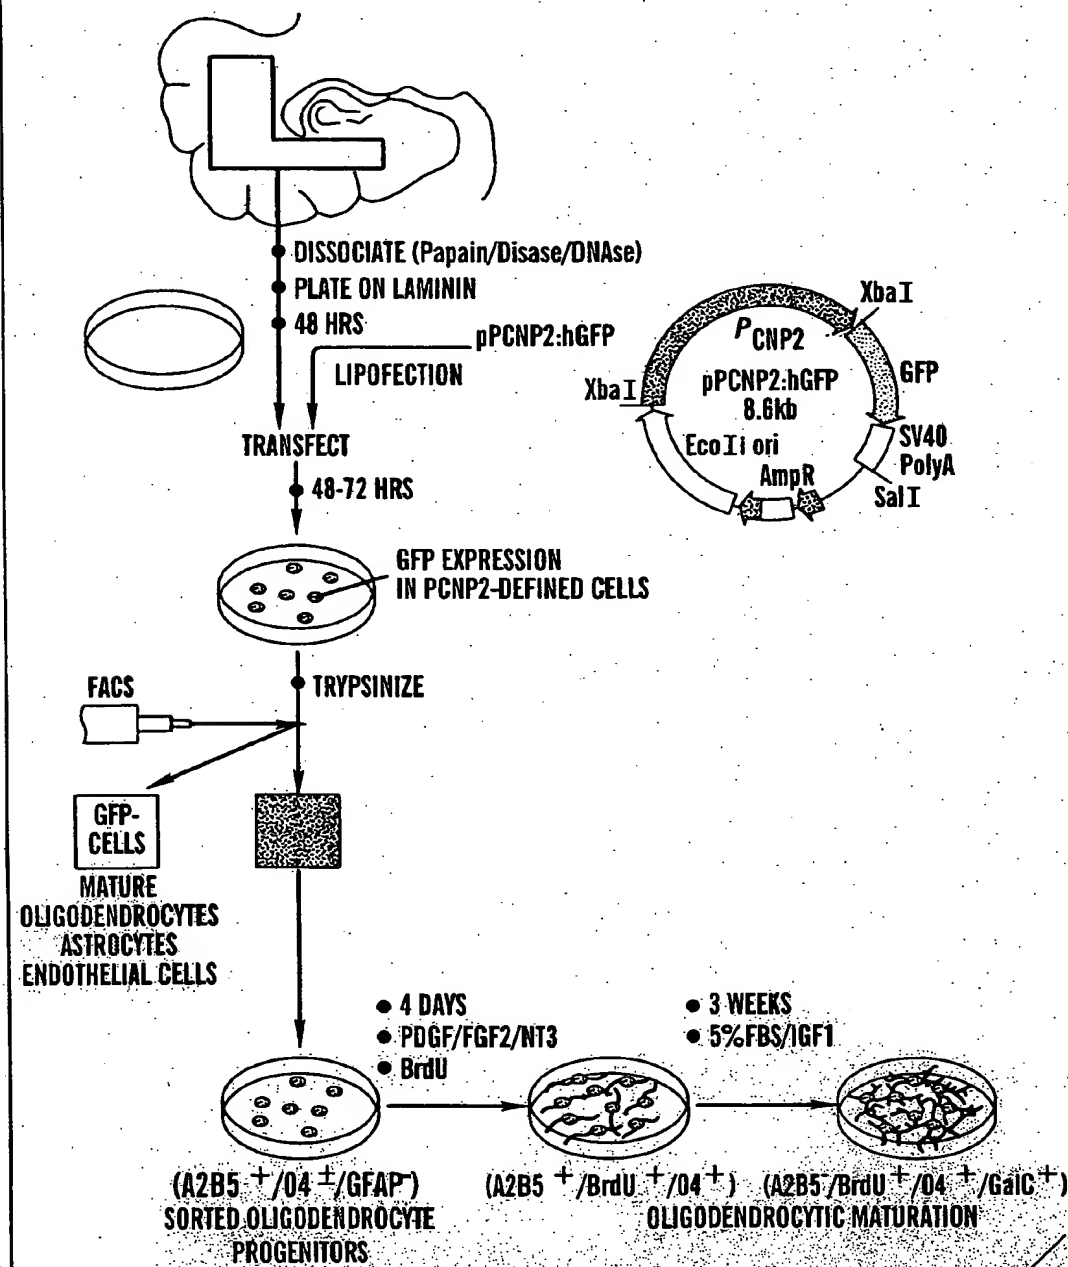 DISSOCIATE (Papain/Disase/DNAse)
PLATE ON LAMININ
48 HRS
pPCNP2:hGFP
LIPOFECTION
TRANSFECT
48-72 HRS
XbaI
PCNP2
pPCNP2:hGFP
8.6kb
GFP
XbaI
EcoIi ori
SV40
PolyA
AmpR
SalI
GFP EXPRESSION
IN PCNP2-DEFINED CELLS
TRYPSINIZE
FACS
GFP-
CELLS
MATURE
OLIGODENDROCYTES
ASTROCYTES
ENDOTHELIAL CELLS
● 4 DAYS
● PDGF/FGF2/NT3
● BrdU
● 3 WEEKS
● 5%FBS/IGF1
(A2B5 +/04 ±/GFAP-)
SORTED OLIGODENDROCYTE
PROGENITORS
(A2B5 +/BrdU +/04 +)
(A2B5-/BrdU +/04 +/GalC +)
OLIGODENDROCYTIC MATURATION